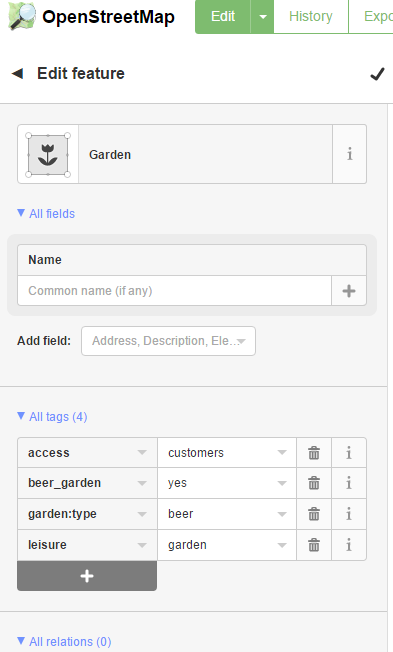 OpenStreetMap Edit History Expo
Edit feature
Garden
All fields
Name
Common name (if any)
Add field: Address, Description, Ele...
All tags (4)
access customers
beer_garden yes
garden:type beer
leisure garden
All relations (0)